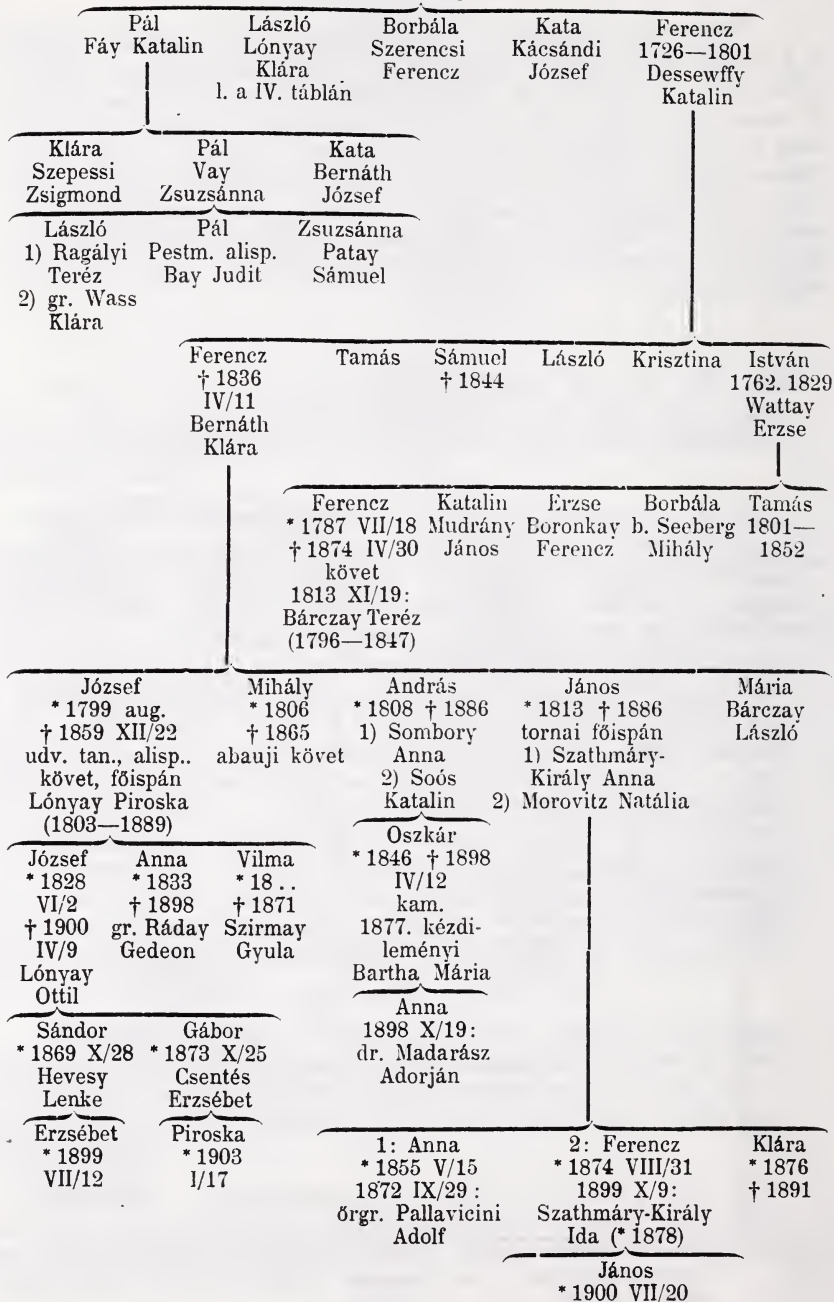 Pál
Fáy Katalin
László
Lónyay
Klára
l. a IV. táblán
Borbála
Szerencsi
Ferencz
Kata
Kácsándi
József
Ferencz
1726—1801
Dessewffy
Katalin
Klára
Szepessi
Zsigmond
Pál
Vay
Zsuzsánna
Kata
Bernáth
József
László
1) Ragályi
Teréz
2) gr. Wass
Klára
Pál
Pestm. alisp.
Bay Judit
Zsuzsánna
Patay
Sámuel
Ferencz
† 1836
IV/11
Bernáth
Klára
Tamás
Sámuel
† 1844
László
Krisztina
István
1762. 1829
Wattay
Erzse
Ferencz
* 1787 VII/18
† 1874 IV/30
követ
1813 XI/19:
Bárczay Teréz
(1796—1847)
Katalin
Mudrány
János
Erzse
Boronkay
Ferencz
Borbála
b. Seeberg
Mihály
Tamás
1801—
1852
József
* 1799 aug.
† 1859 XII/22
udv. tan., alisp..
követ, főispán
Lónyay Piroska
(1803—1889)
Mihály
* 1806
† 1865
abauji követ
András
* 1808 † 1886
1) Sombory
Anna
2) Soós
Katalin
János
* 1813 † 1886
tornai főispán
1) Szathmáry-
Király Anna
2) Morovitz Natália
Mária
Bárczay
László
József
* 1828
VI/2
† 1900
IV/9
Lónyay
Ottil
Anna
* 1833
† 1898
gr. Ráday
Gedeon
Vilma
* 18 . .
† 1871
Szirmay
Gyula
Oszkár
* 1846 † 1898
IV/12
kam.
1877. kézdi-
leményi
Bartha Mária
Anna
1898 X/19:
dr. Madarász
Adorján
Sándor
* 1869 X/28
Hevesy
Lenke
Gábor
* 1873 X/25
Csentés
Erzsébet
Erzsébet
* 1899
VII/12
Piroska
* 1903
I/17
1: Anna
* 1855 V/15
1872 IX/29 :
őrgr. Pallavicini
Adolf
2: Ferencz
* 1874 VIII/31
1899 X/9:
Szathmáry-Király
Ida (* 1878)
Klára
* 1876
† 1891
János
* 1900 VII/20